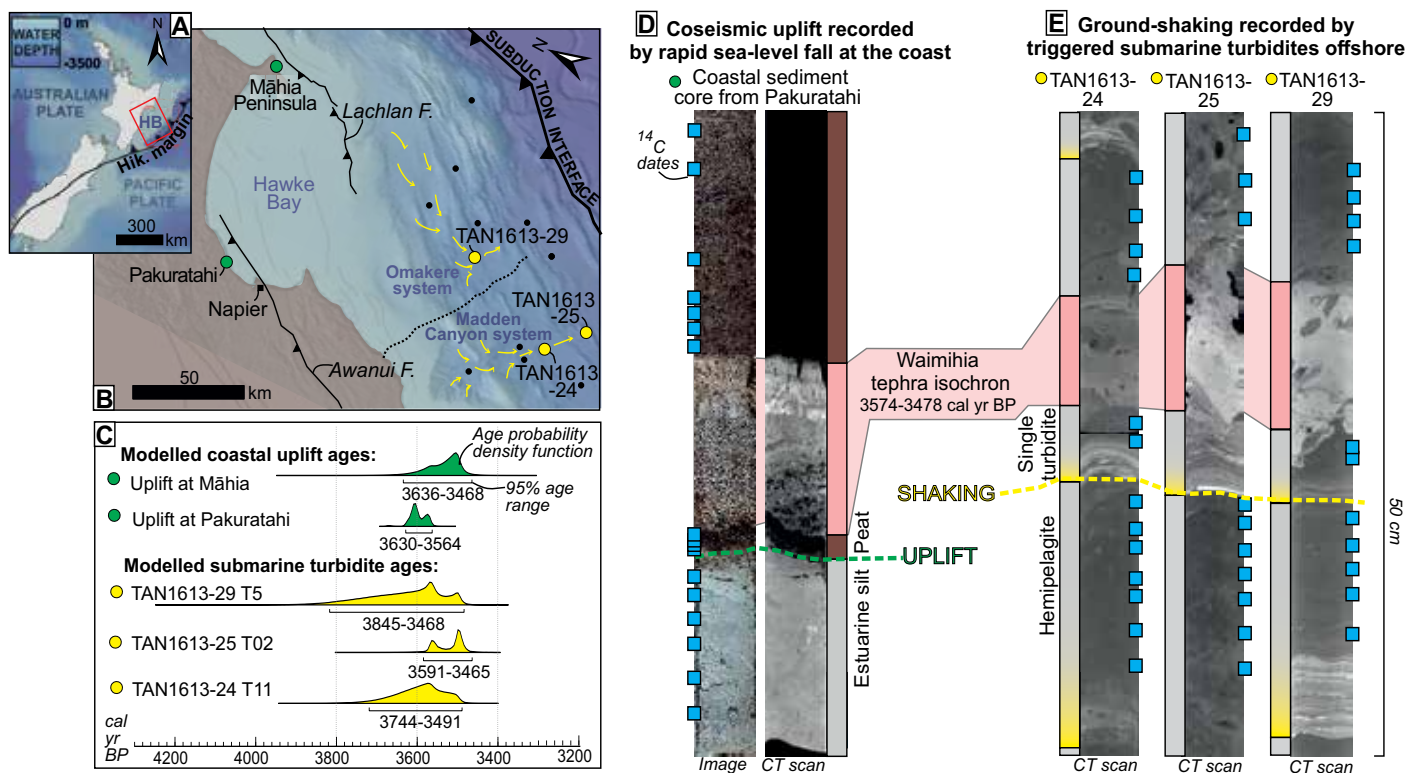 A
N
0 m
WATER
DEPTH
-3500
AUSTRALIAN
PLATE
HB
Hik. margin
PACIFIC
PLATE
300
km
B
N
SUBDUCTION INTERFACE
Māhia
Peninsula
Lachlan F.
Hawke
Bay
TAN1613-29
Pakuratahi
Omakere
system
Napier
TAN1613
-25
Madden
Canyon system
TAN1613
-24
Awanui F.
50
km
C
Modelled coastal uplift ages:
Age probability
density function
Uplift at Māhia
3636-3468
95% age
range
Uplift at Pakuratahi
3630-3564
Modelled submarine turbidite ages:
TAN1613-29 T5
3845-3468
TAN1613-25 T02
3591-3465
TAN1613-24 T11
3744-3491
cal
yr
BP
4200
4000
3800
3600
3400
3200
D
Coseismic uplift recorded
by rapid sea-level fall at the coast
Coastal sediment
core from Pakuratahi
14C
dates
Waimihia
tephra isochron
3574-3478 cal yr BP
SHAKING
UPLIFT
Peat
Estuarine silt
Image
CT scan
E
Ground-shaking recorded by
triggered submarine turbidites offshore
TAN1613-
24
TAN1613-
25
TAN1613-
29
Single
turbidite
Hemipelagite
50 cm
CT scan
CT scan
CT scan